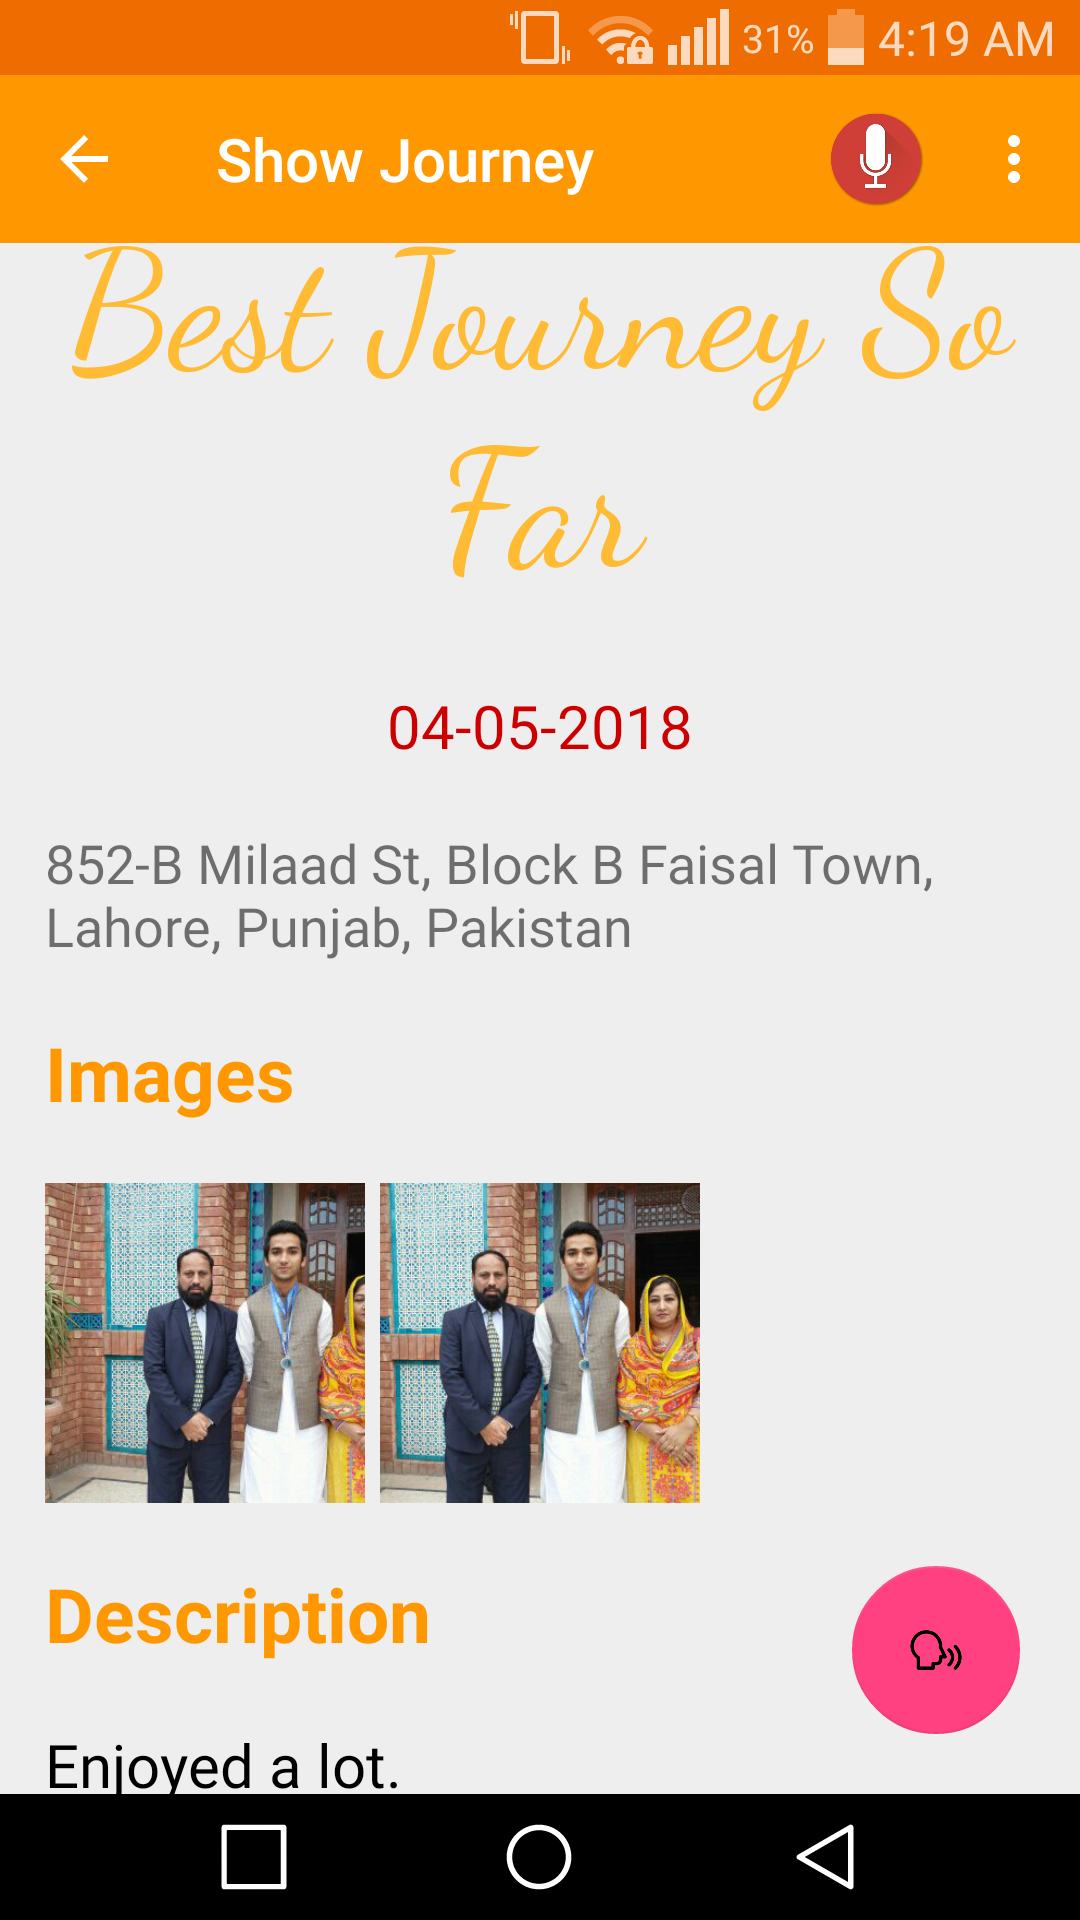 31% 4:19 AM
Show Journey
Best Journey So
Far
04-05-2018
852-B Milaad St, Block B Faisal Town,
Lahore, Punjab, Pakistan
Images
Description
Enjoyed a lot.